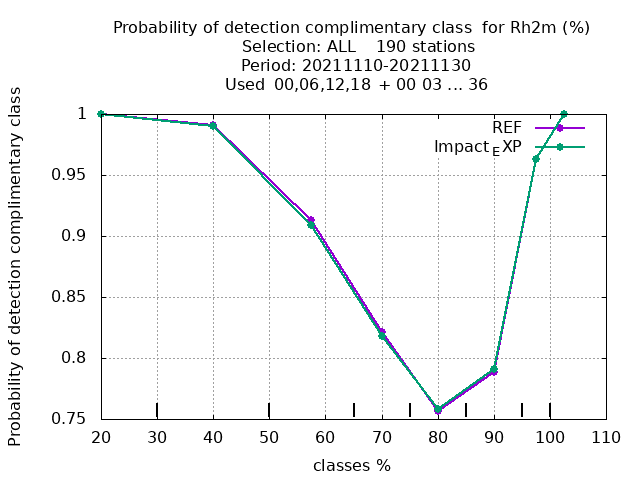 Probability of detection complimentary class for Rh2m (%)
Selection: ALL 190 stations
Period: 20211110-20211130
Used 00,06,12,18 + 00 03 ... 36
Probability of detection complimentary class
1
0.95
0.9
0.85
0.8
0.75
REF
Impact_EXP
20 30 40 50 60 70 80 90 100 110
classes %